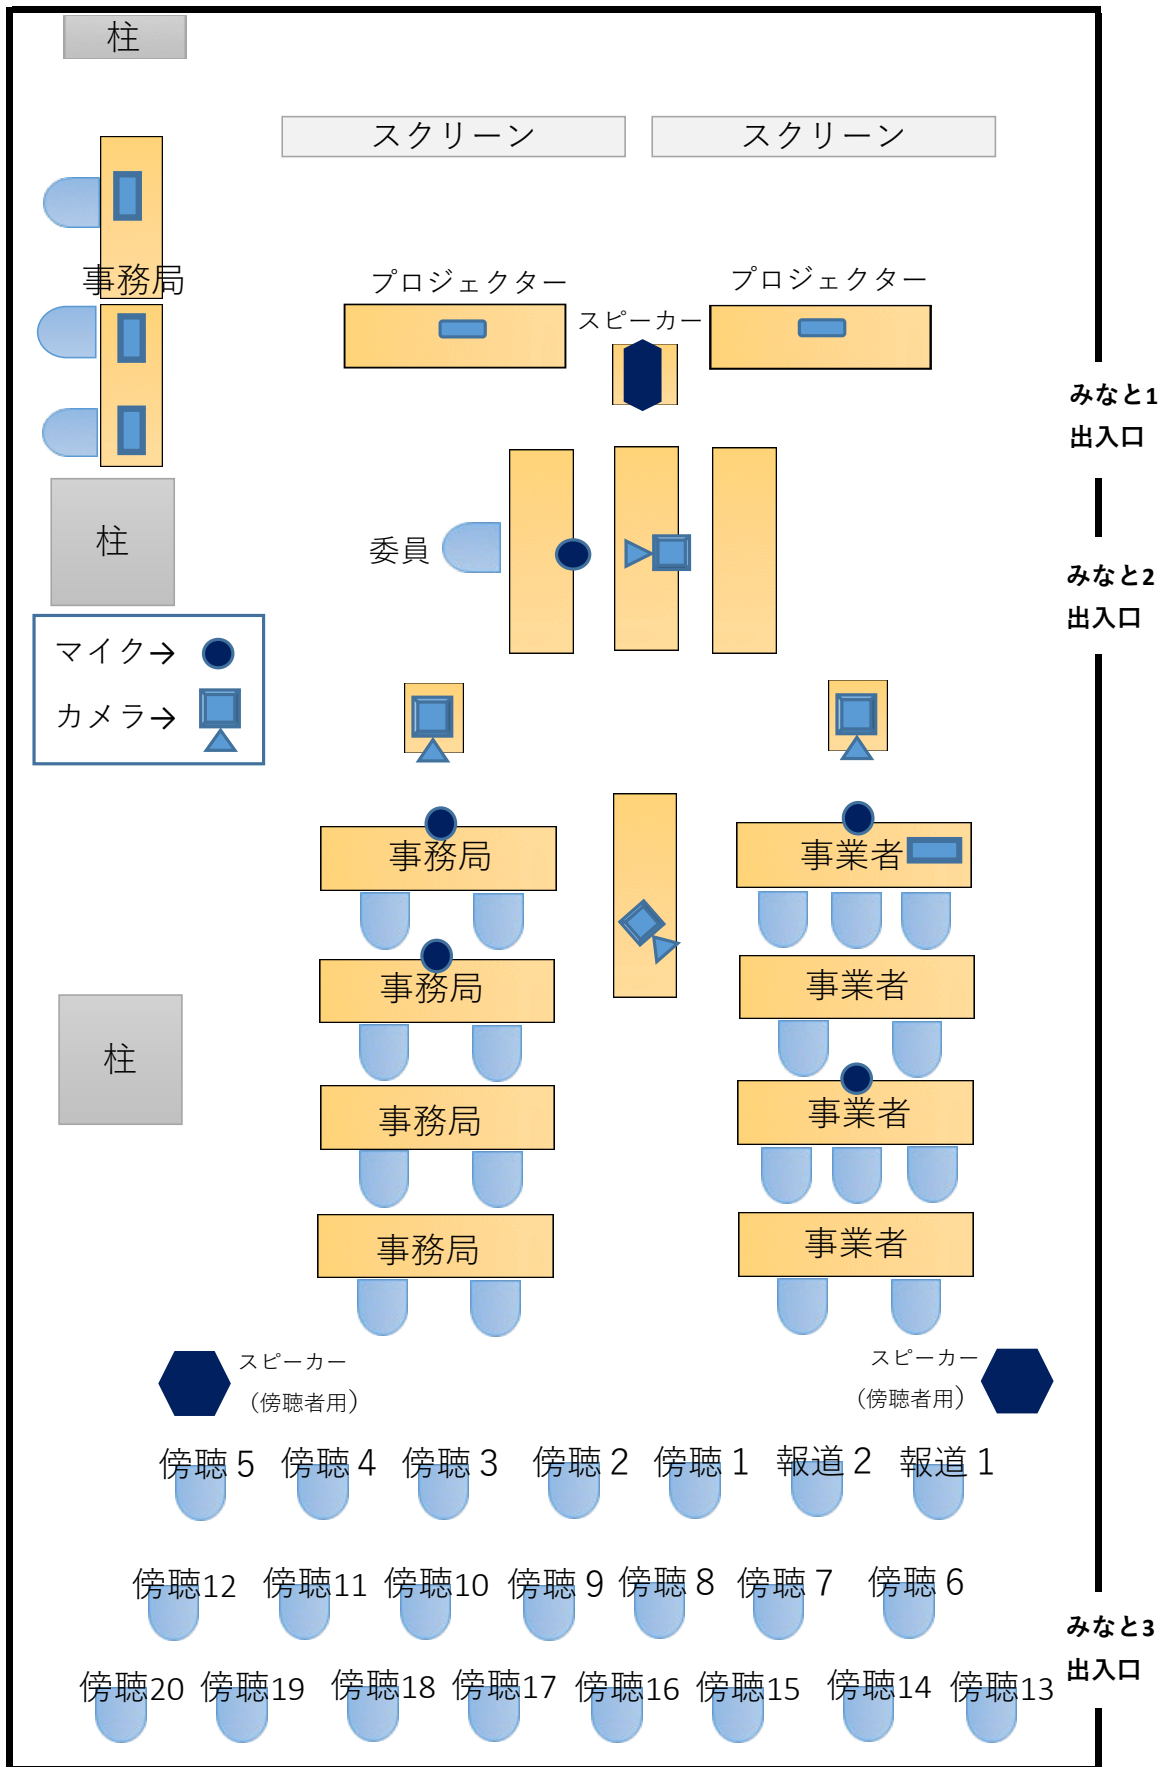 柱
スクリーン
スクリーン
事務局
プロジェクター
プロジェクター
スピーカー
みなと1
出入口
柱
委員
みなと2
出入口
マイク→
カメラ→
事務局
事業者
事務局
事業者
柱
事務局
事業者
事務局
事業者
スピーカー
（傍聴者用）
スピーカー
（傍聴者用）
傍聴５
傍聴４
傍聴３
傍聴２
傍聴１
報道２
報道１
傍聴12
傍聴11
傍聴10
傍聴９
傍聴８
傍聴７
傍聴６
みなと3
出入口
傍聴20
傍聴19
傍聴18
傍聴17
傍聴16
傍聴15
傍聴14
傍聴13